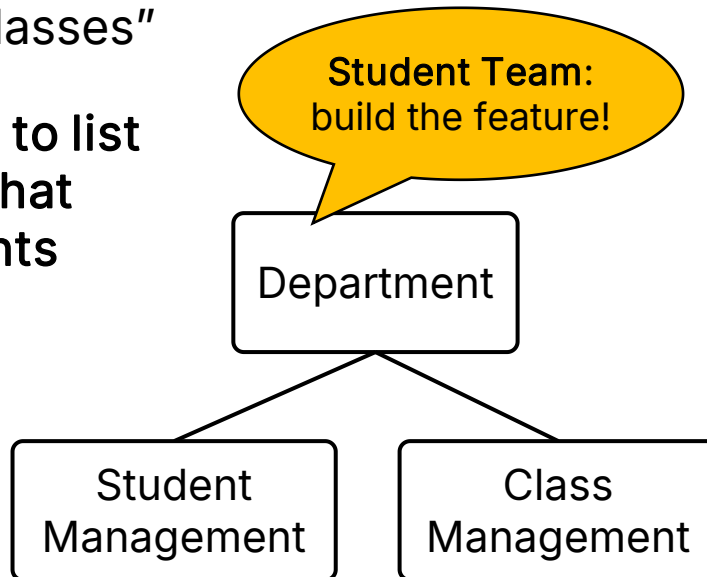 lasses”
to list
hat
nts
Student Team:
build the feature!
Department
Student
Management
Class
Management